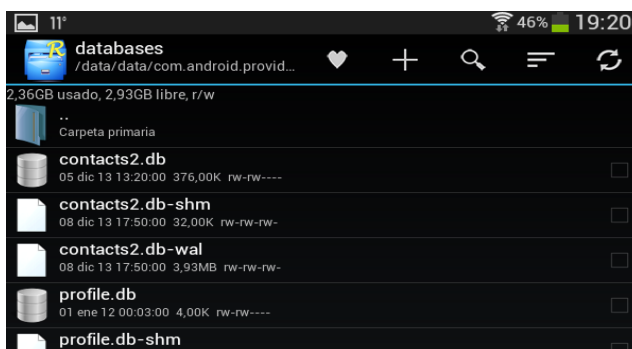 11°
46%
19:20
databases
/data/data/com.android.provid...
2,36GB usado, 2,93GB libre, r/w
..
Carpeta primaria
contacts2.db
05 dic 13 13:20:00 376,00K rw-rw----
contacts2.db-shm
08 dic 13 17:50:00 32,00K rw-rw-rw-
contacts2.db-wal
08 dic 13 17:50:00 3,93MB rw-rw-rw-
profile.db
01 ene 12 00:03:00 4,00K rw-rw----
profile.db-shm